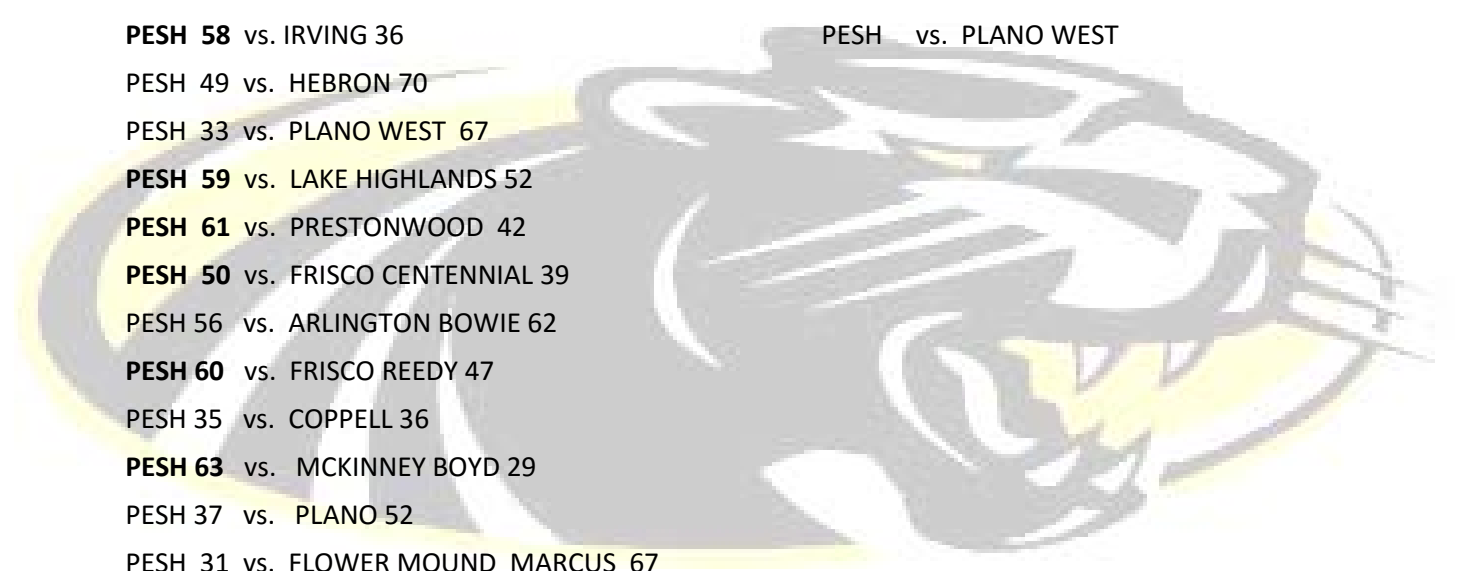 PESH 58 vs. IRVING 36
PESH 49 vs. HEBRON 70
PESH 33 vs. PLANO WEST 67
PESH 59 vs. LAKE HIGHLANDS 52
PESH 61 vs. PRESTONWOOD 42
PESH 50 vs. FRISCO CENTENNIAL 39
PESH 56 vs. ARLINGTON BOWIE 62
PESH 60 vs. FRISCO REEDY 47
PESH 35 vs. COPPELL 36
PESH 63 vs. MCKINNEY BOYD 29
PESH 37 vs. PLANO 52
PESH 31 vs. FLOWER MOUND MARCUS 67
PESH vs. PLANO WEST